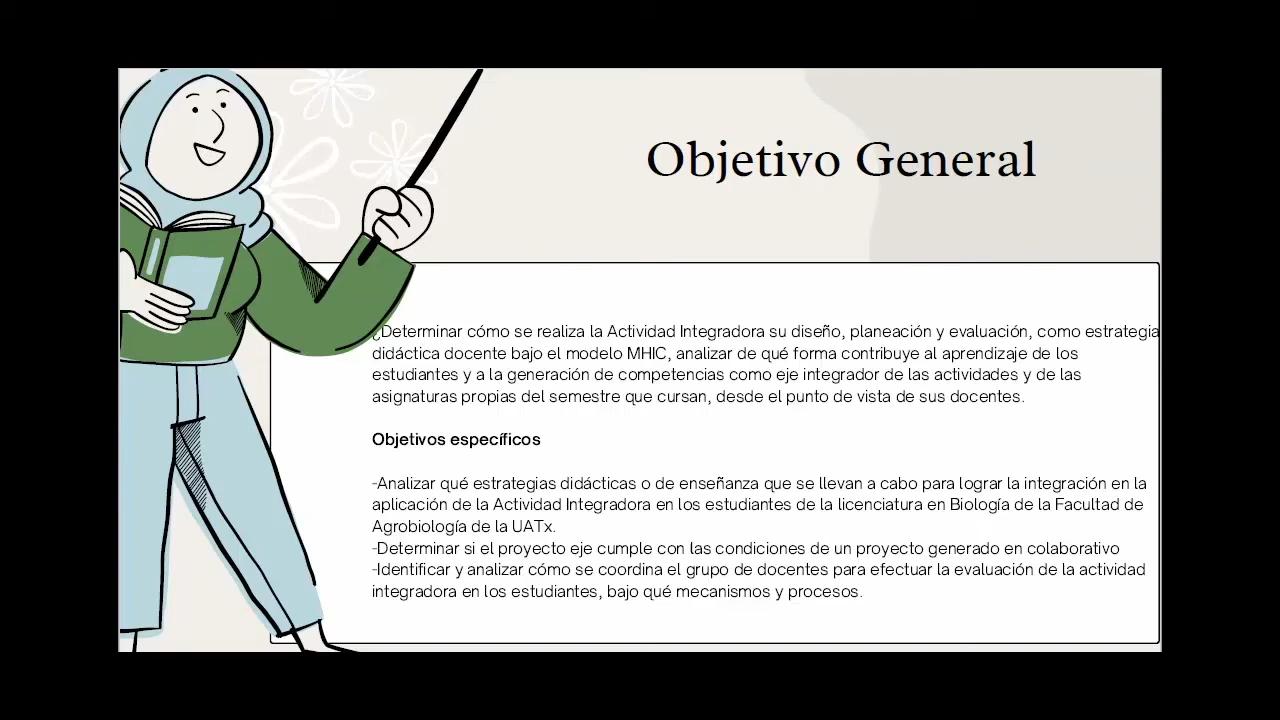 Objetivo General
¿Determinar cómo se realiza la Actividad Integradora su diseño, planeación y evaluación, como estrategia
didáctica docente bajo el modelo MHIC, analizar de qué forma contribuye al aprendizaje de los
estudiantes y a la generación de competencias como eje integrador de las actividades y de las
asignaturas propias del semestre que cursan, desde el punto de vista de sus docentes.
Objetivos específicos
-Analizar qué estrategias didácticas o de enseñanza que se llevan a cabo para lograr la integración en la
aplicación de la Actividad Integradora en los estudiantes de la licenciatura en Biología de la Facultad de
Agrobiología de la UATx.
-Determinar si el proyecto eje cumple con las condiciones de un proyecto generado en colaborativo
-Identificar y analizar cómo se coordina el grupo de docentes para efectuar la evaluación de la actividad
integradora en los estudiantes, bajo qué mecanismos y procesos.